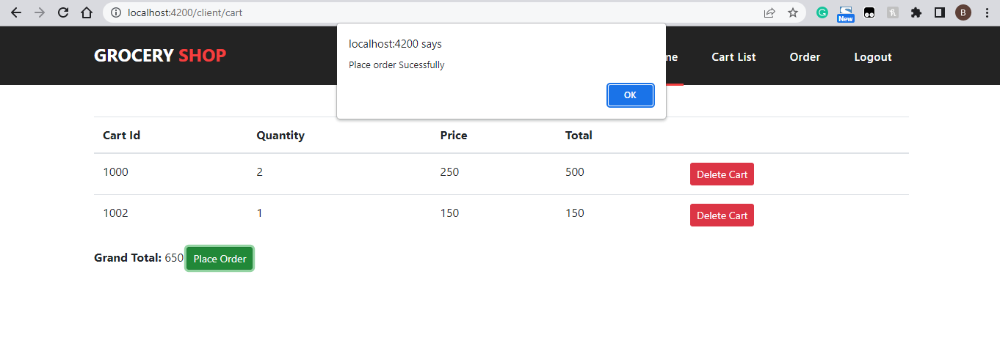 localhost:4200/client/cart
New
B
localhost:4200 says
Place order Sucessfully
OK
GROCERY SHOP
Cart List Order Logout
Cart Id Quantity Price Total
1000 2 250 500 Delete Cart
1002 1 150 150 Delete Cart
Grand Total: 650 Place Order